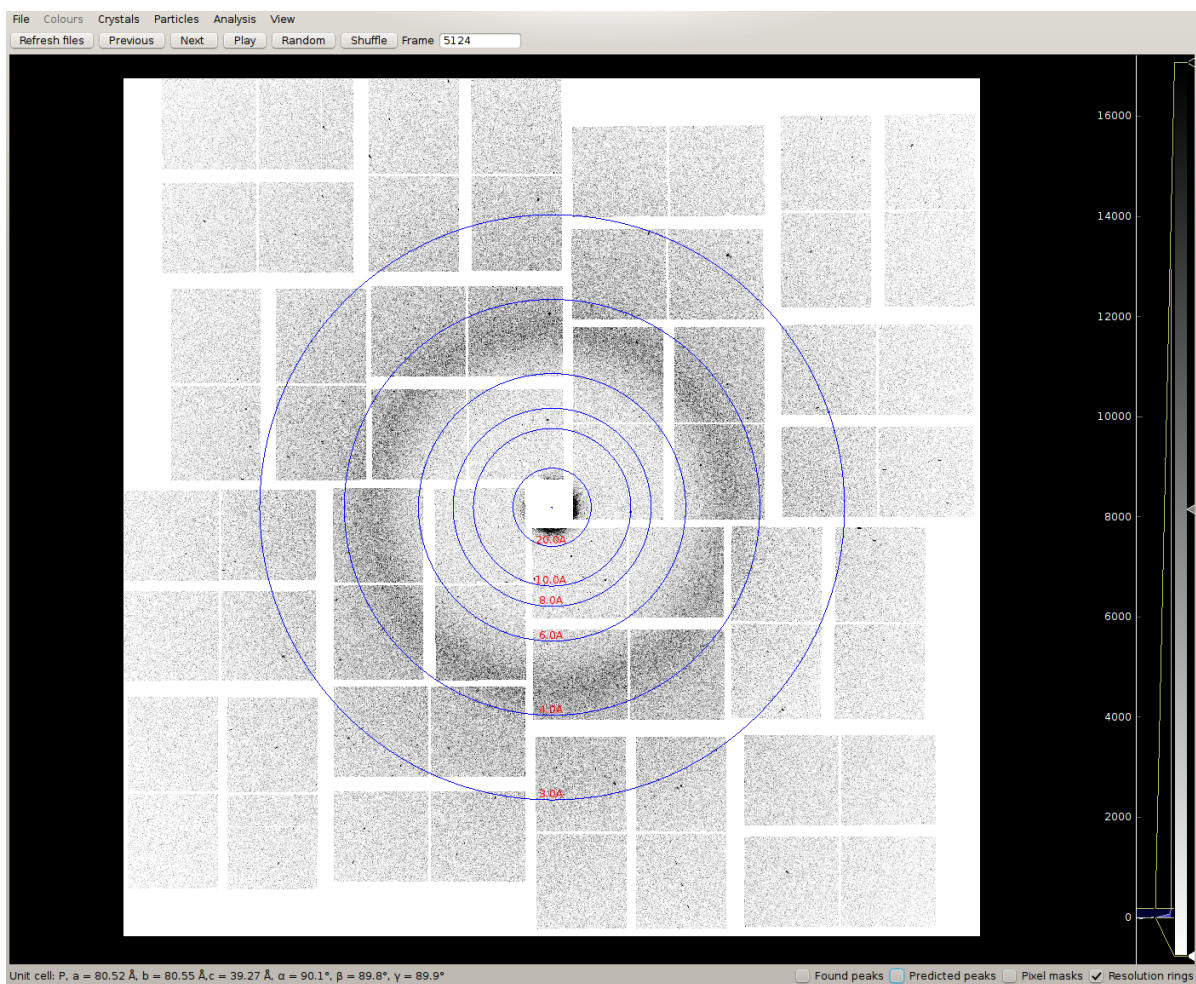 File Colours Crystals Particles Analysis View
Refresh files Previous Next Play Random Shuffle Frame 5124
16000
14000
12000
10000
8000
6000
4000
2000
0
20.0A
10.0A
8.0A
6.0A
4.0A
3.0A
Unit cell: P, a = 80.52 Å, b = 80.55 Å,c = 39.27 Å, α = 90.1°, β = 89.8°, γ = 89.9° Found peaks Predicted peaks Pixel masks Resolution rings